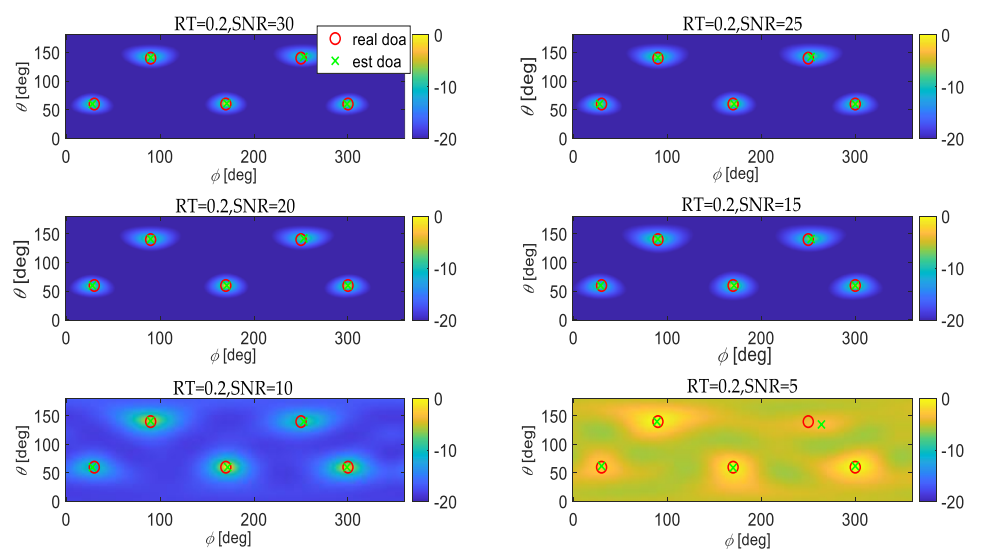 RT=0.2,SNR=30
real doa
est doa
θ [deg]
150
100
50
0
0 100 200 300
ϕ [deg]
0
-10
-20
RT=0.2,SNR=25
θ [deg]
150
100
50
0
0 100 200 300
ϕ [deg]
0
-10
-20
RT=0.2,SNR=20
θ [deg]
150
100
50
0
0 100 200 300
ϕ [deg]
0
-10
-20
RT=0.2,SNR=15
θ [deg]
150
100
50
0
0 100 200 300
ϕ [deg]
0
-10
-20
RT=0.2,SNR=10
θ [deg]
150
100
50
0
0 100 200 300
ϕ [deg]
0
-10
-20
RT=0.2,SNR=5
θ [deg]
150
100
50
0
0 100 200 300
ϕ [deg]
0
-10
-20